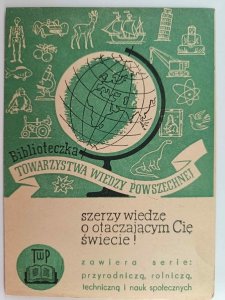 Biblioteczka
TOWARZYSTWA WIEDZY POWSZECHNEJ
szerzy wiedzę
o otaczającym Cię
świecie!
TWP
zawiera serie:
przyrodniczą, rolniczą,
techniczną i nauk społecznych